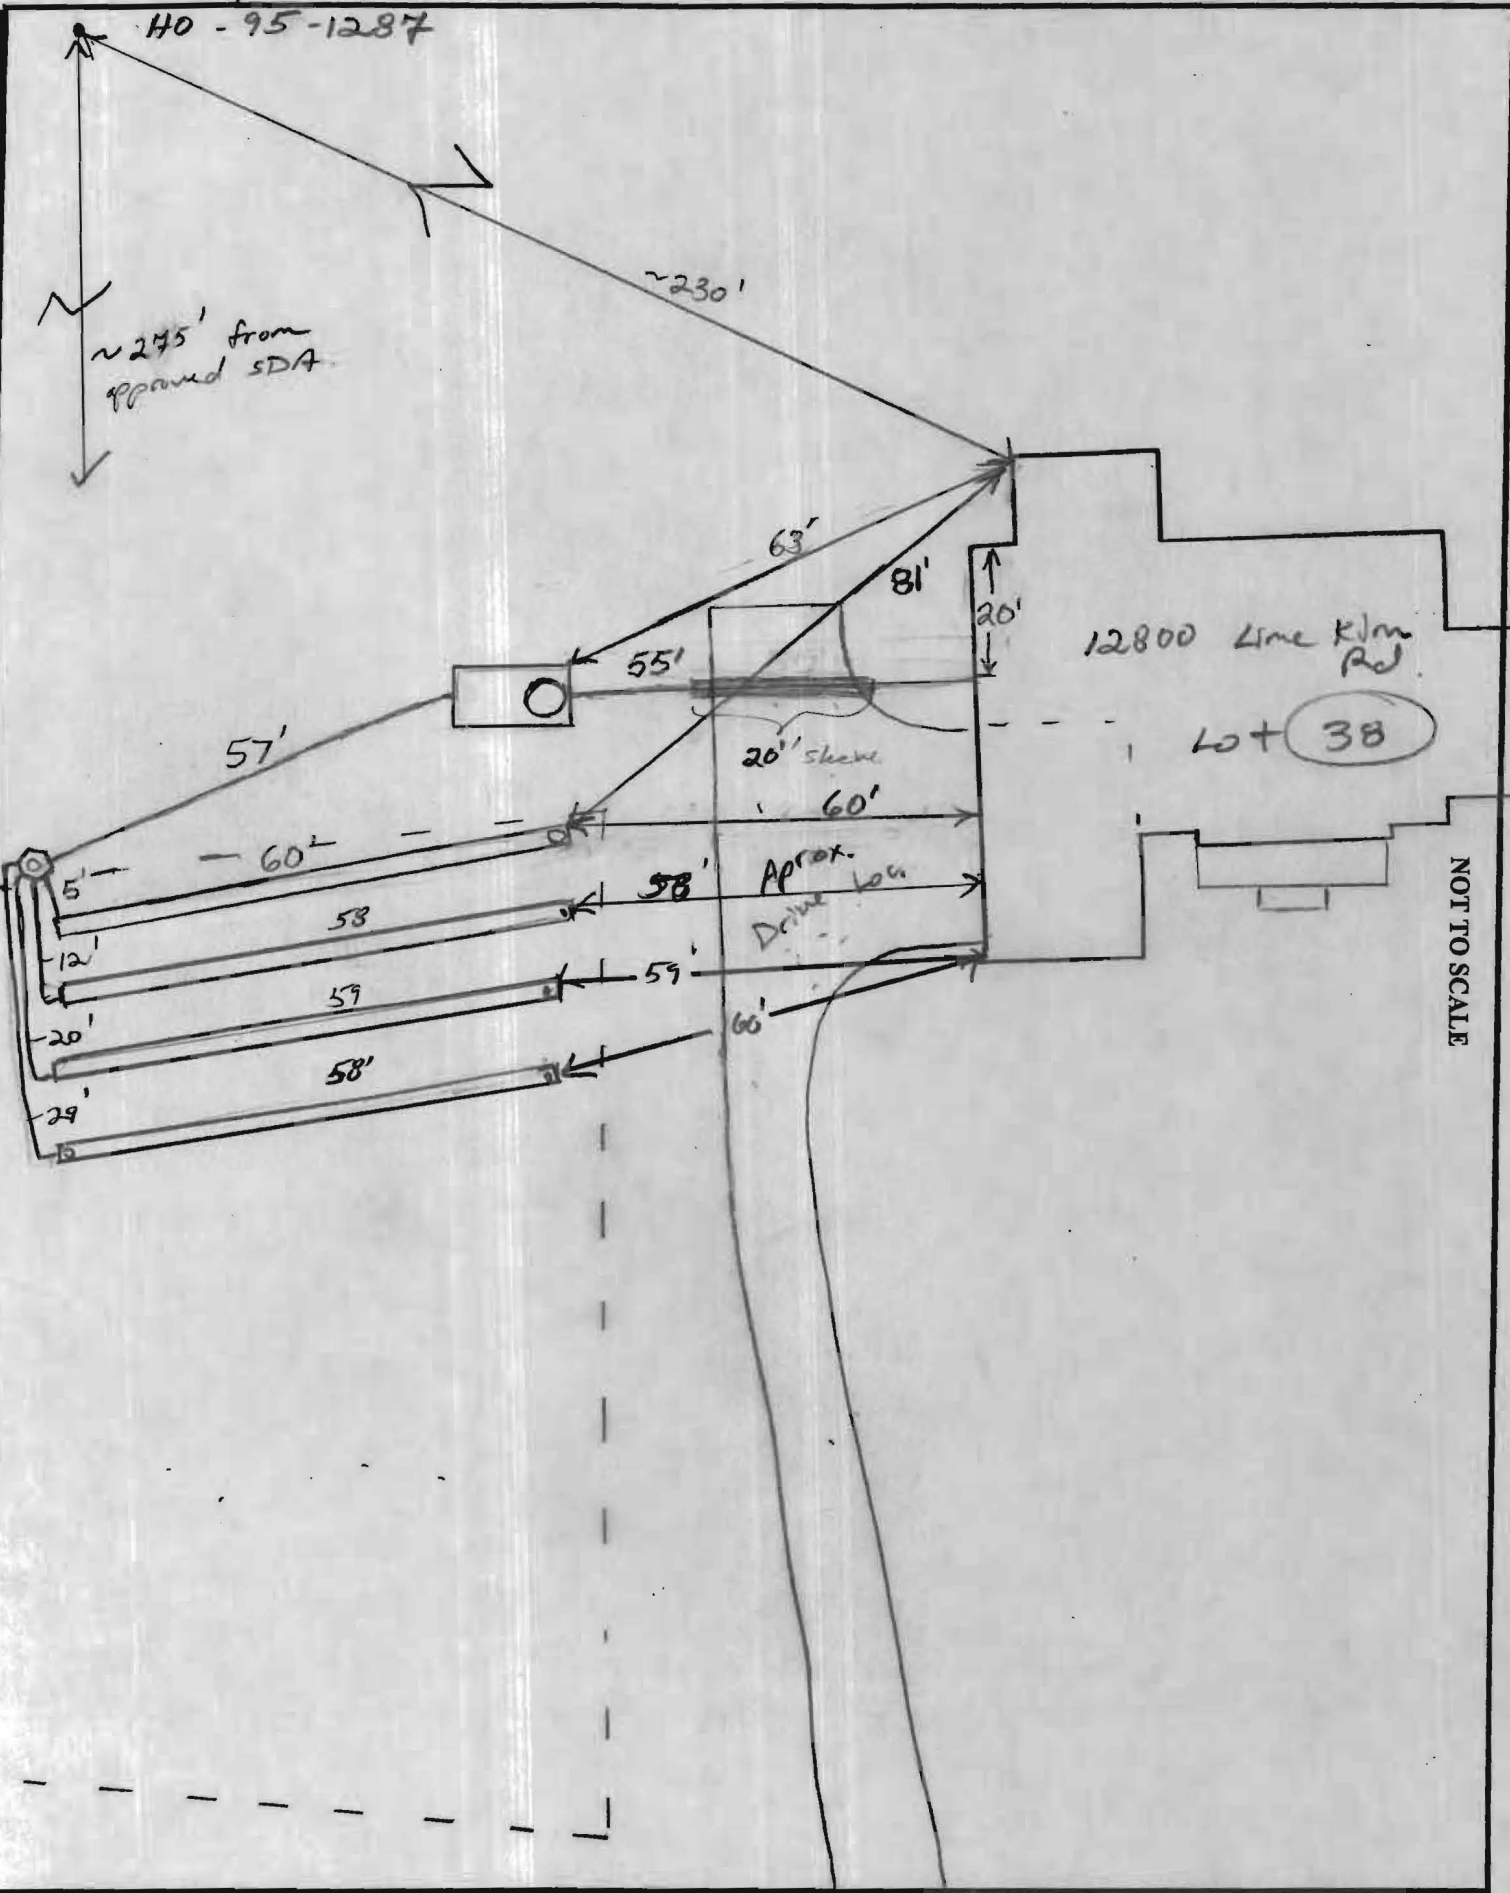 HO - 95 - 1287
~230'
~275' from
approved SDA.
63'
81'
20'
12800 Lime Kiln
Rd.
55'
Lot 38
57'
20'' sleeve
60'
60'
5'
58'
Aprox.
Drive Loc.
58
12'
59'
59
20'
60'
58'
29'
NOT TO SCALE